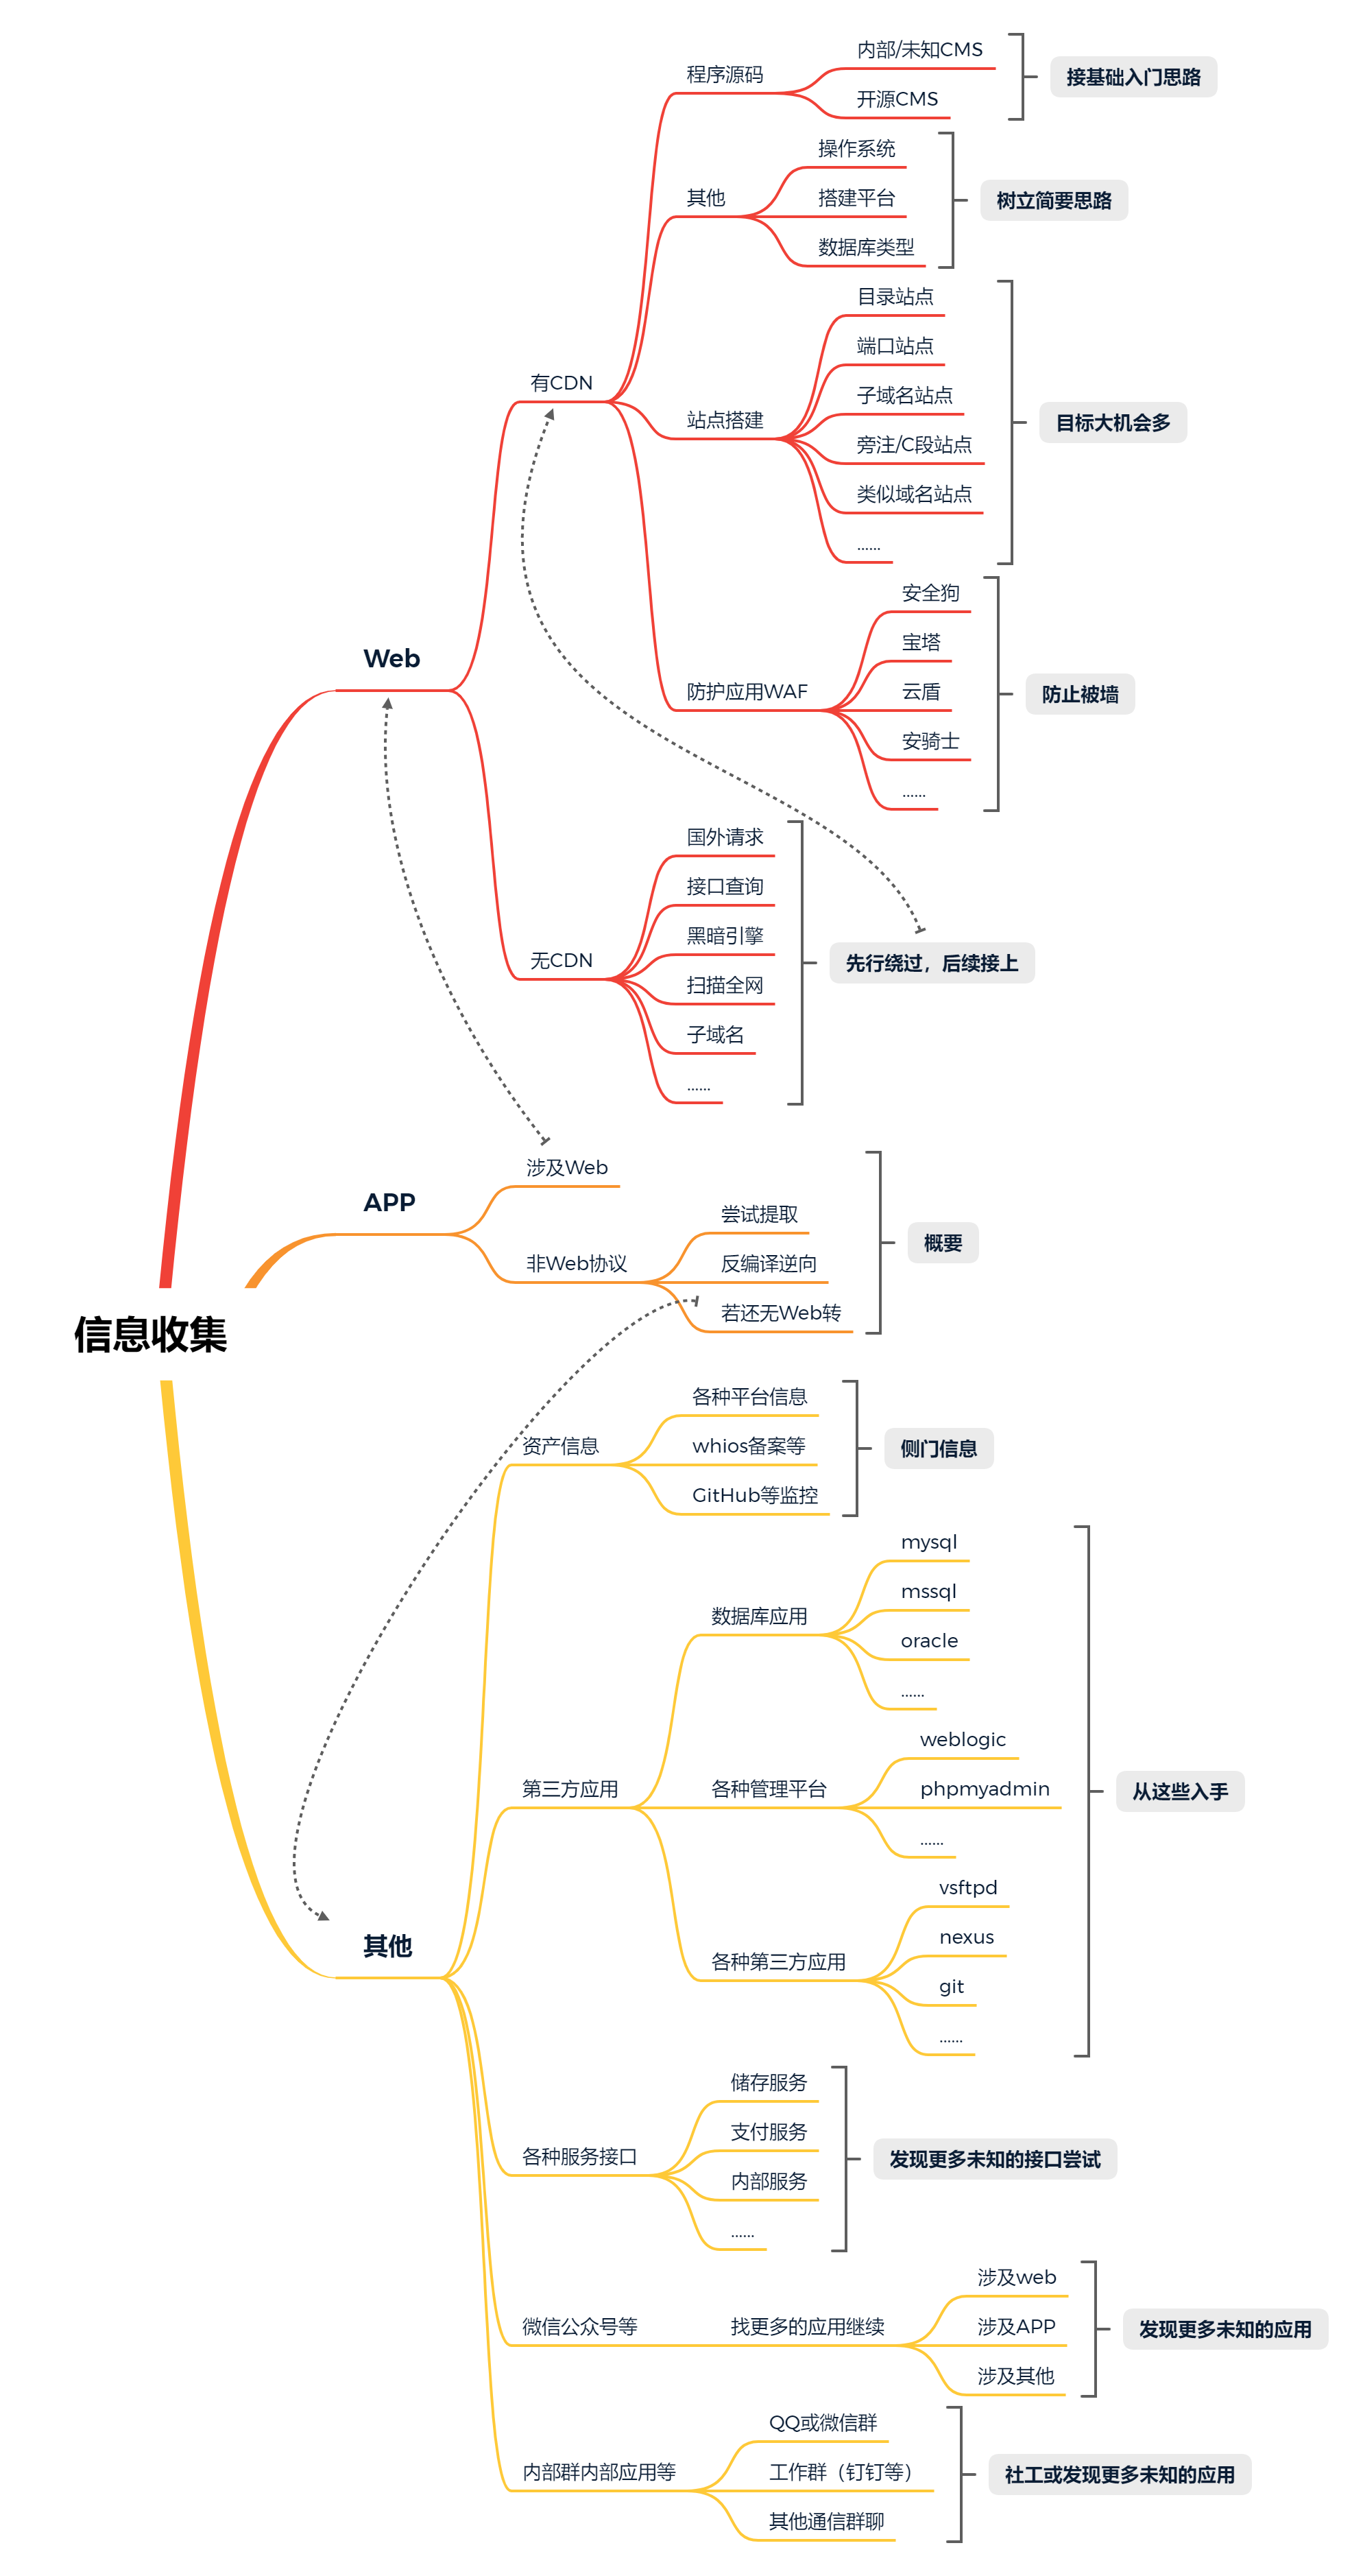 内部/未知CMS
程序源码
开源CMS
接基础入门思路
操作系统
其他
搭建平台
数据库类型
树立简要思路
目录站点
端口站点
有CDN
子域名站点
站点搭建
旁注/C段站点
类似域名站点
......
目标大机会多
安全狗
宝塔
Web
防护应用WAF
云盾
安骑士
......
防止被墙
国外请求
接口查询
黑暗引擎
无CDN
扫描全网
子域名
......
先行绕过，后续接上
涉及Web
APP
尝试提取
非Web协议
反编译逆向
若还无Web转
概要
信息收集
各种平台信息
资产信息
whios备案等
GitHub等监控
侧门信息
mysql
mssql
数据库应用
oracle
......
weblogic
第三方应用
各种管理平台
phpmyadmin
......
从这些入手
vsftpd
nexus
其他
各种第三方应用
git
......
储存服务
支付服务
各种服务接口
内部服务
......
发现更多未知的接口尝试
涉及web
微信公众号等
找更多的应用继续
涉及APP
涉及其他
发现更多未知的应用
QQ或微信群
内部群内部应用等
工作群（钉钉等）
其他通信群聊
社工或发现更多未知的应用